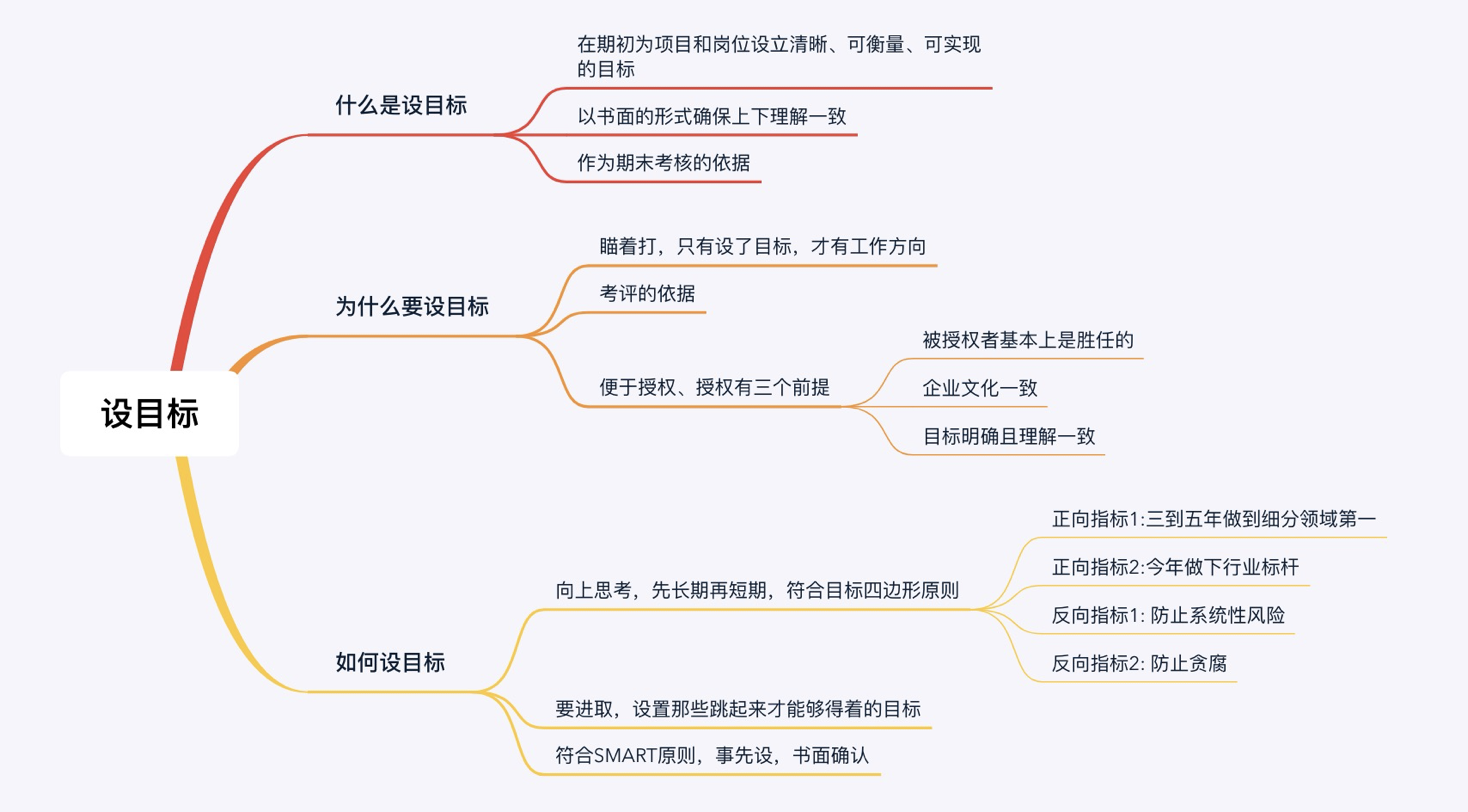 设目标
什么是设目标
在期初为项目和岗位设立清晰、可衡量、可实现
的目标
以书面的形式确保上下理解一致
作为期末考核的依据
为什么要设目标
瞄着打，只有设了目标，才有工作方向
考评的依据
便于授权、授权有三个前提
被授权者基本上是胜任的
企业文化一致
目标明确且理解一致
如何设目标
向上思考，先长期再短期，符合目标四边形原则
正向指标1:三到五年做到细分领域第一
正向指标2:今年做下行业标杆
反向指标1: 防止系统性风险
反向指标2: 防止贪腐
要进取，设置那些跳起来才能够得着的目标
符合SMART原则，事先设，书面确认